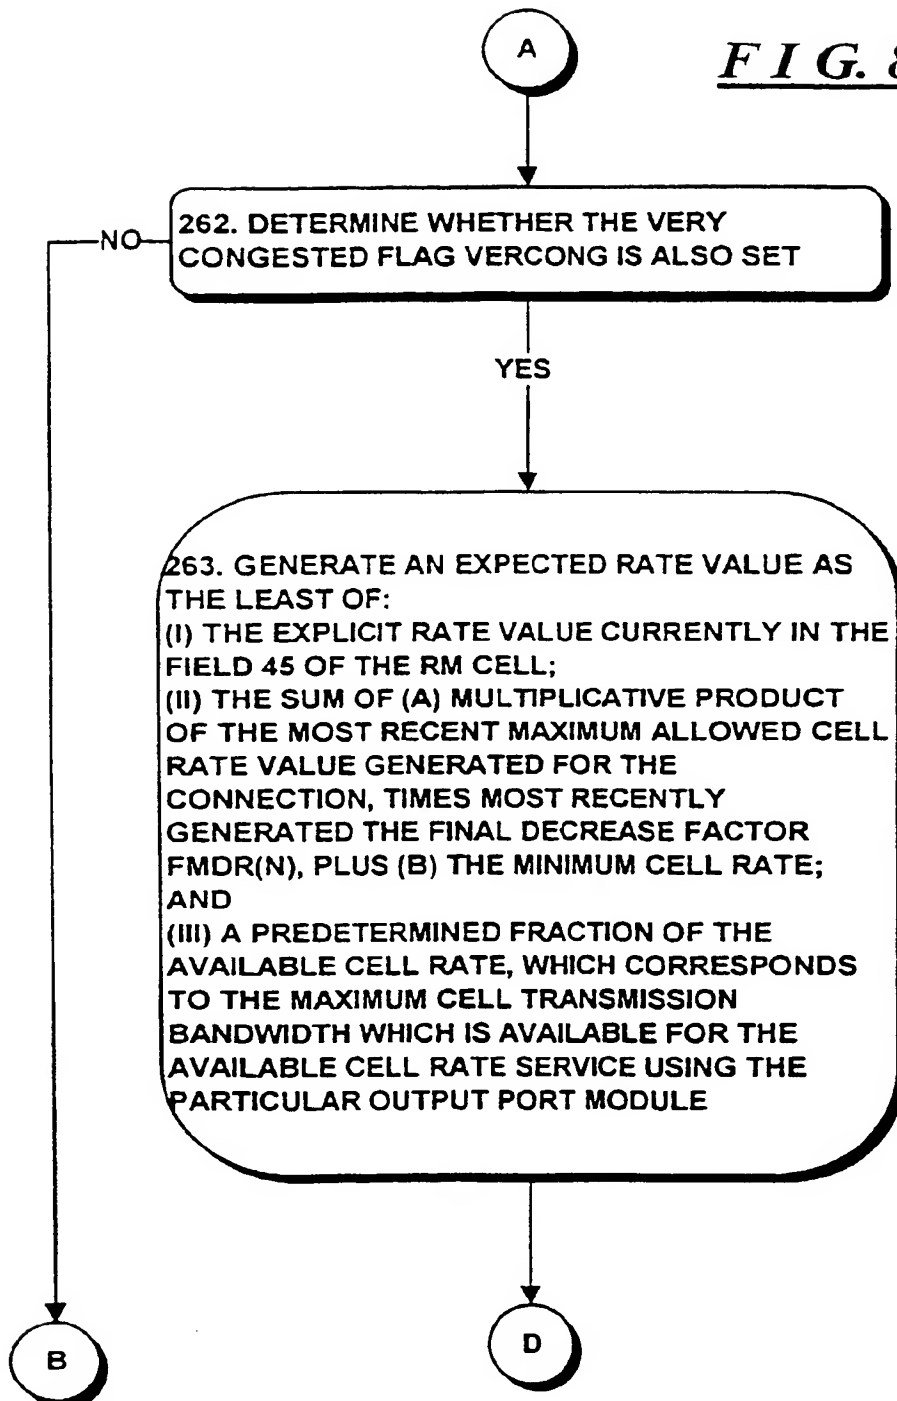 A
F I G. 8
262. DETERMINE WHETHER THE VERY
CONGESTED FLAG VERCONG IS ALSO SET
NO
YES
263. GENERATE AN EXPECTED RATE VALUE AS
THE LEAST OF:
(I) THE EXPLICIT RATE VALUE CURRENTLY IN THE
FIELD 45 OF THE RM CELL;
(II) THE SUM OF (A) MULTIPLICATIVE PRODUCT
OF THE MOST RECENT MAXIMUM ALLOWED CELL
RATE VALUE GENERATED FOR THE
CONNECTION, TIMES MOST RECENTLY
GENERATED THE FINAL DECREASE FACTOR
FMDR(N), PLUS (B) THE MINIMUM CELL RATE;
AND
(III) A PREDETERMINED FRACTION OF THE
AVAILABLE CELL RATE, WHICH CORRESPONDS
TO THE MAXIMUM CELL TRANSMISSION
BANDWIDTH WHICH IS AVAILABLE FOR THE
AVAILABLE CELL RATE SERVICE USING THE
PARTICULAR OUTPUT PORT MODULE
B
D